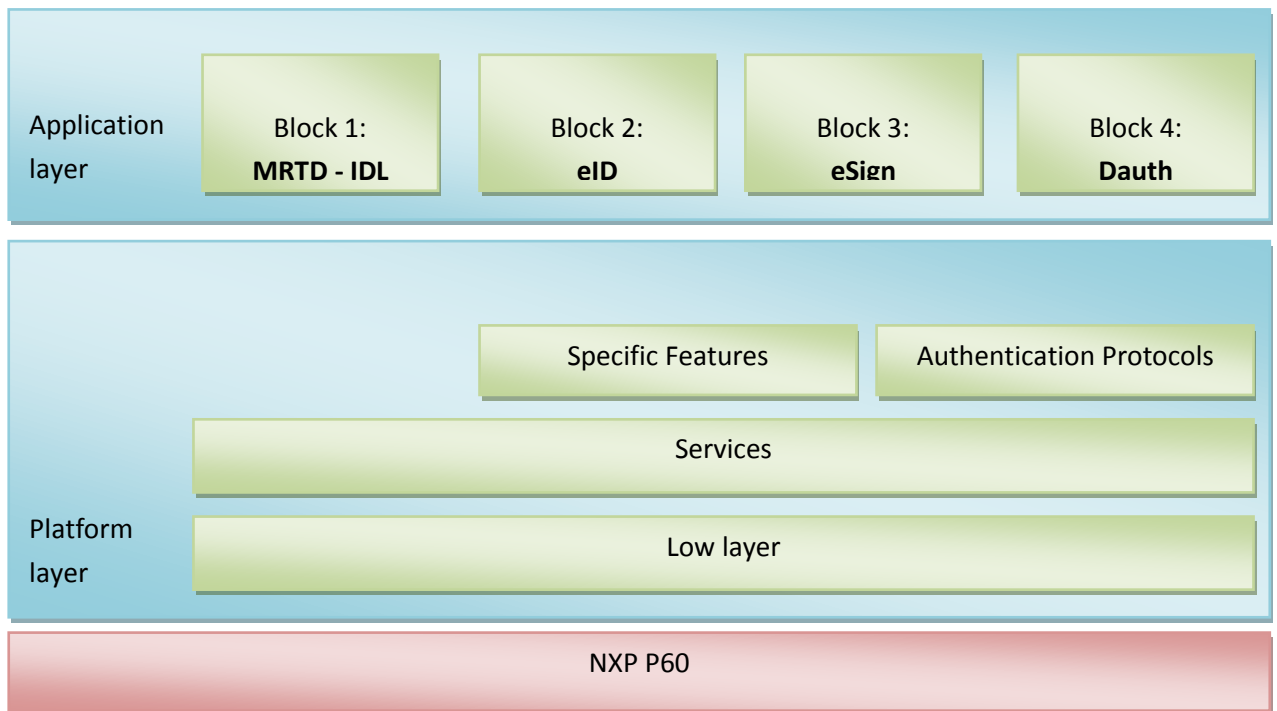 Application
layer
Block 1:
MRTD - IDL
Block 2:
eID
Block 3:
eSign
Block 4:
Dauth
Specific Features
Authentication Protocols
Services
Platform
layer
Low layer
NXP P60